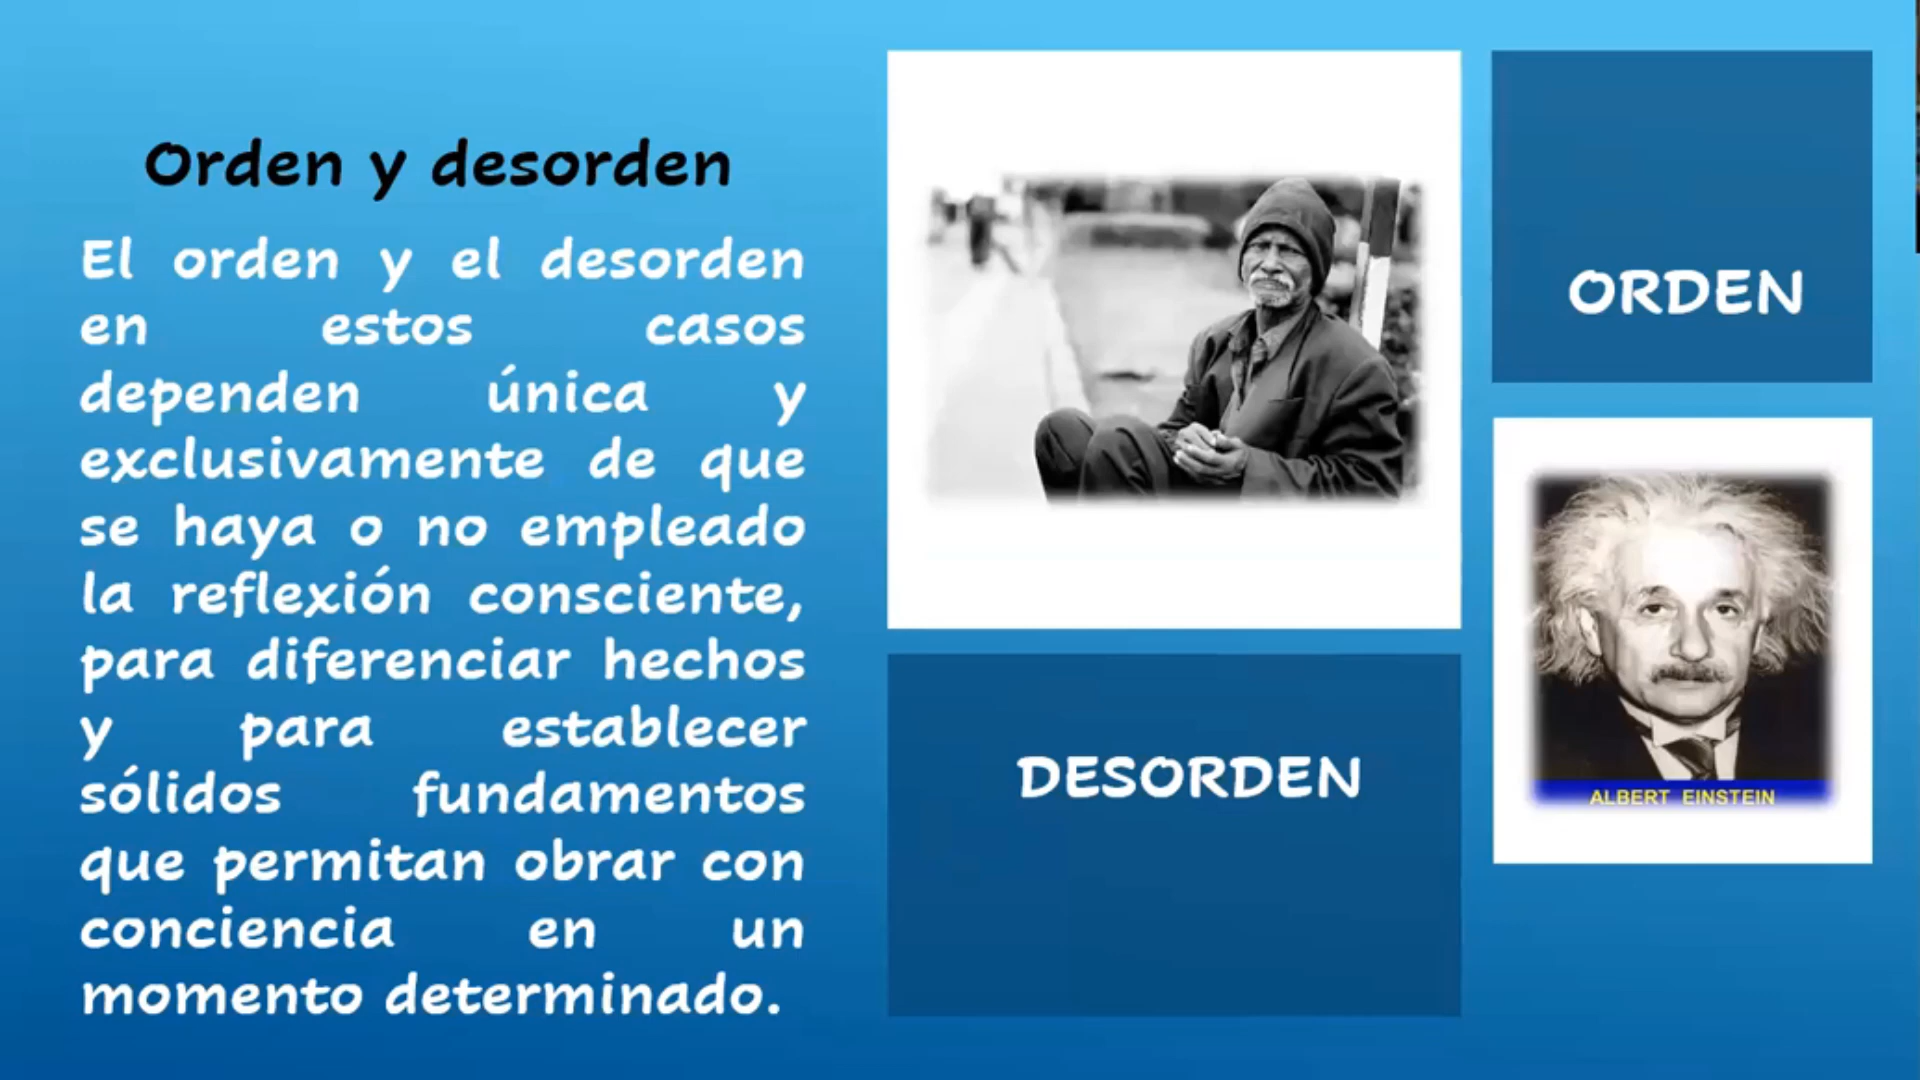 Orden y desorden
El orden y el desorden
en estos casos
dependen única y
exclusivamente de que
se haya o no empleado
la reflexión consciente,
para diferenciar hechos
y para establecer
sólidos fundamentos
que permitan obrar con
conciencia en un
momento determinado.
DESORDEN
ORDEN
ALBERT EINSTEIN